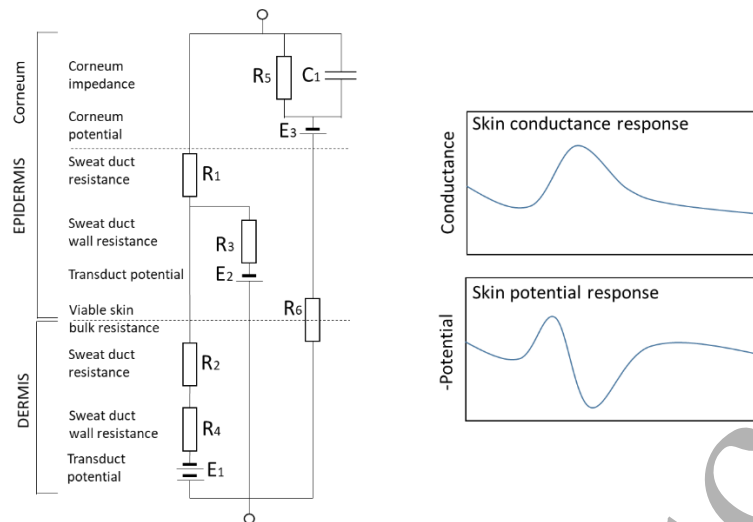 Corneum
EPIDERMIS
DERMIS
Corneum
impedance
Corneum
potential
Sweat duct
resistance
Sweat duct
wall resistance
Transduct potential
Viable skin
bulk resistance
Sweat duct
resistance
Sweat duct
wall resistance
Transduct
potential
R5
C1
E3
R1
R3
E2
R6
R2
R4
E1
Skin conductance response
Conductance
Skin potential response
-Potential